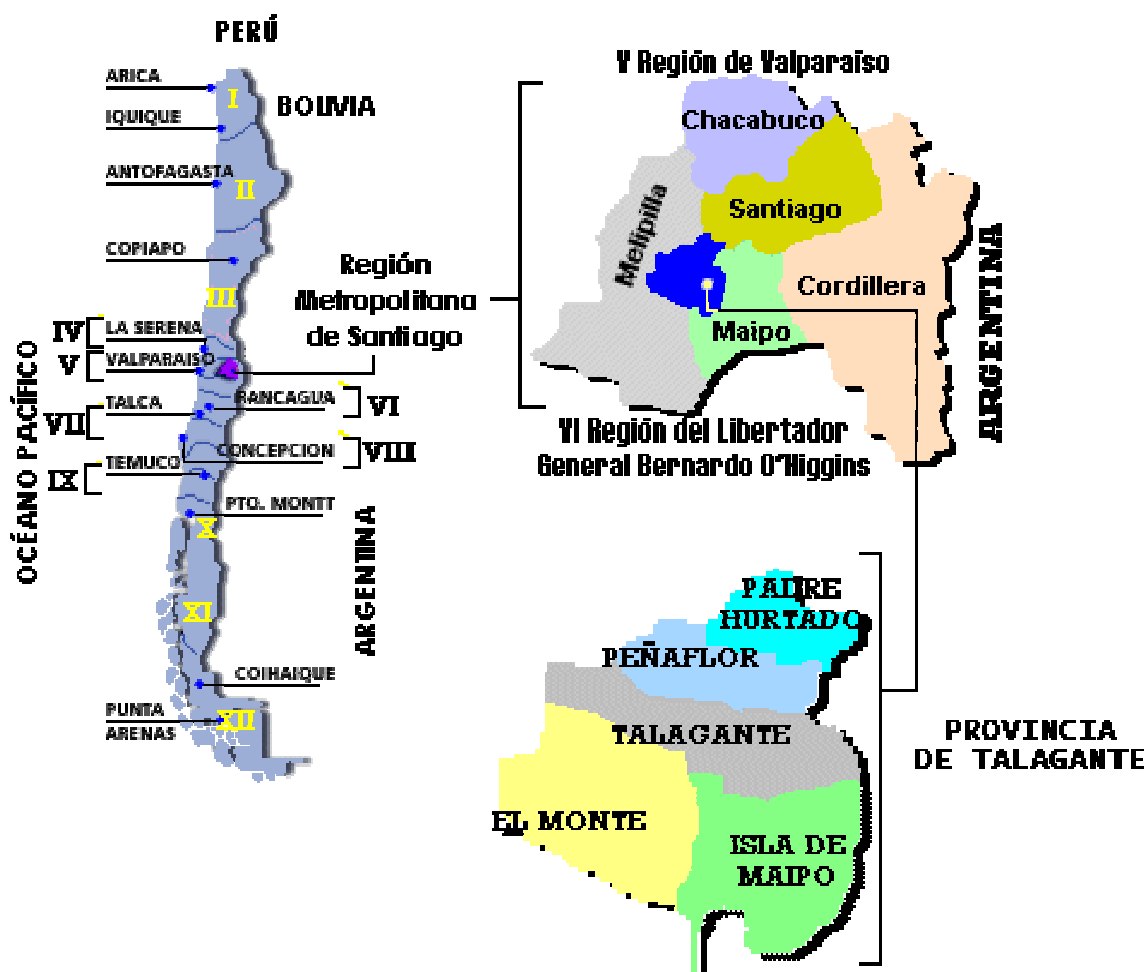 PERÚ
ARICA
I
BOLIVIA
IQUIQUE
ANTOFAGASTA
II
COPIAPO
III
Región
Metropolitana
de Santiago
IV
LA SERENA
V
VALPARAISO
RANCAGUA
VI
VII
TALCA
CONCEPCION
VIII
TEMUCO
IX
PTO. MONTT
X
XI
COIHAIQUE
PUNTA
ARENAS
XII
OCÉANO PACÍFICO
ARGENTINA
V Región de Valparaíso
Chacabuco
Santiago
Melipilla
Cordillera
Maipo
ARGENTINA
VI Región del Libertador
General Bernardo O'Higgins
PADRE
HURTADO
PEÑAFLOR
TALAGANTE
EL MONTE
ISLA DE
MAIPO
PROVINCIA
DE TALAGANTE